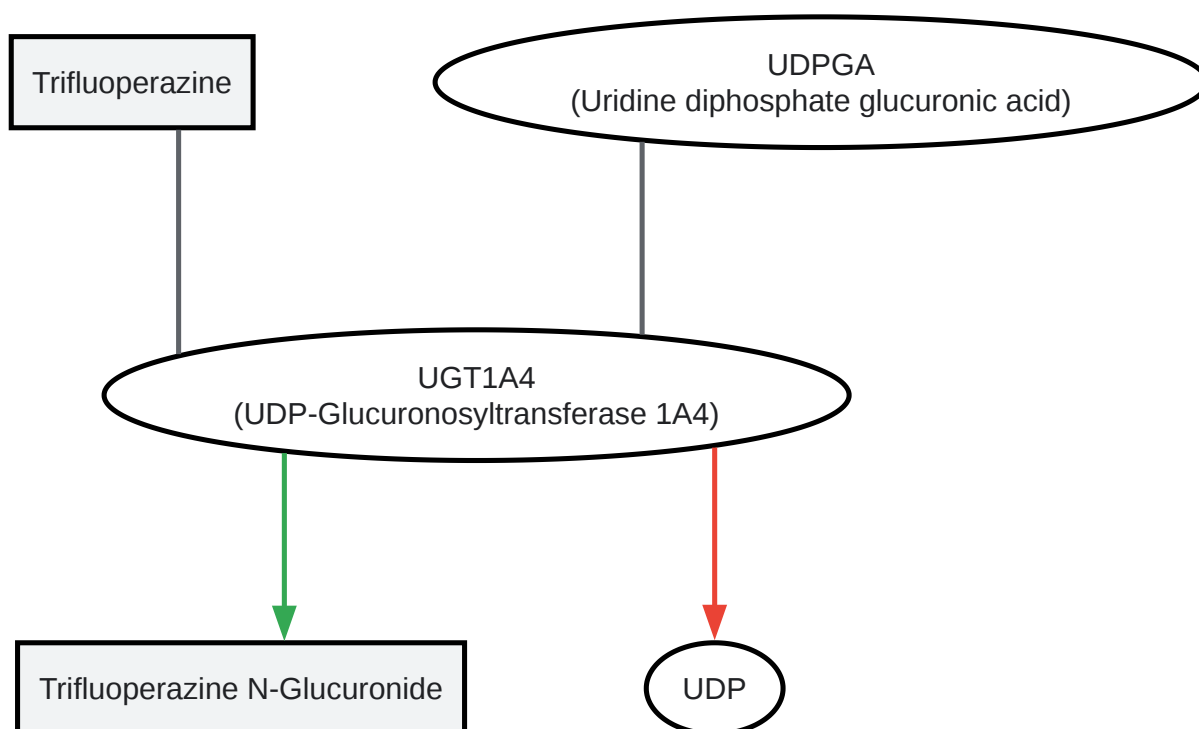 Trifluoperazine
UDPGA
(Uridine diphosphate glucuronic acid)
UGT1A4
(UDP-Glucuronosyltransferase 1A4)
Trifluoperazine N-Glucuronide
UDP